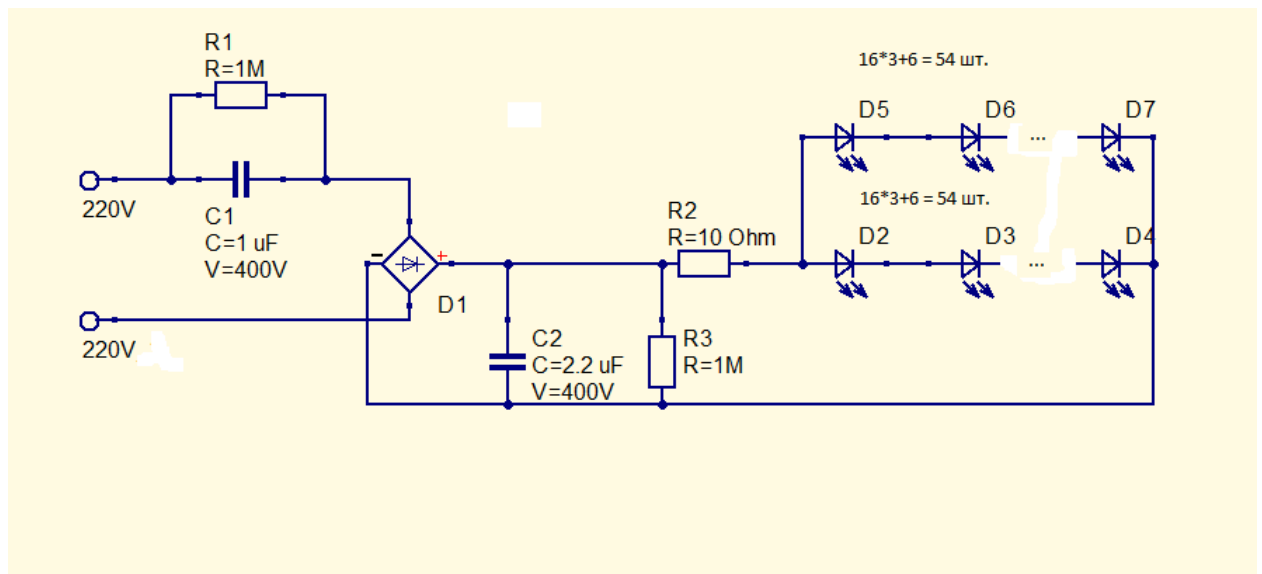 R1
R=1M
220V
C1
C=1 uF
V=400V
220V
-
+
D1
C2
C=2.2 uF
V=400V
R3
R=1M
R2
R=10 Ohm
16*3+6 = 54 шт.
D5
D6
...
D7
16*3+6 = 54 шт.
D2
D3
...
D4